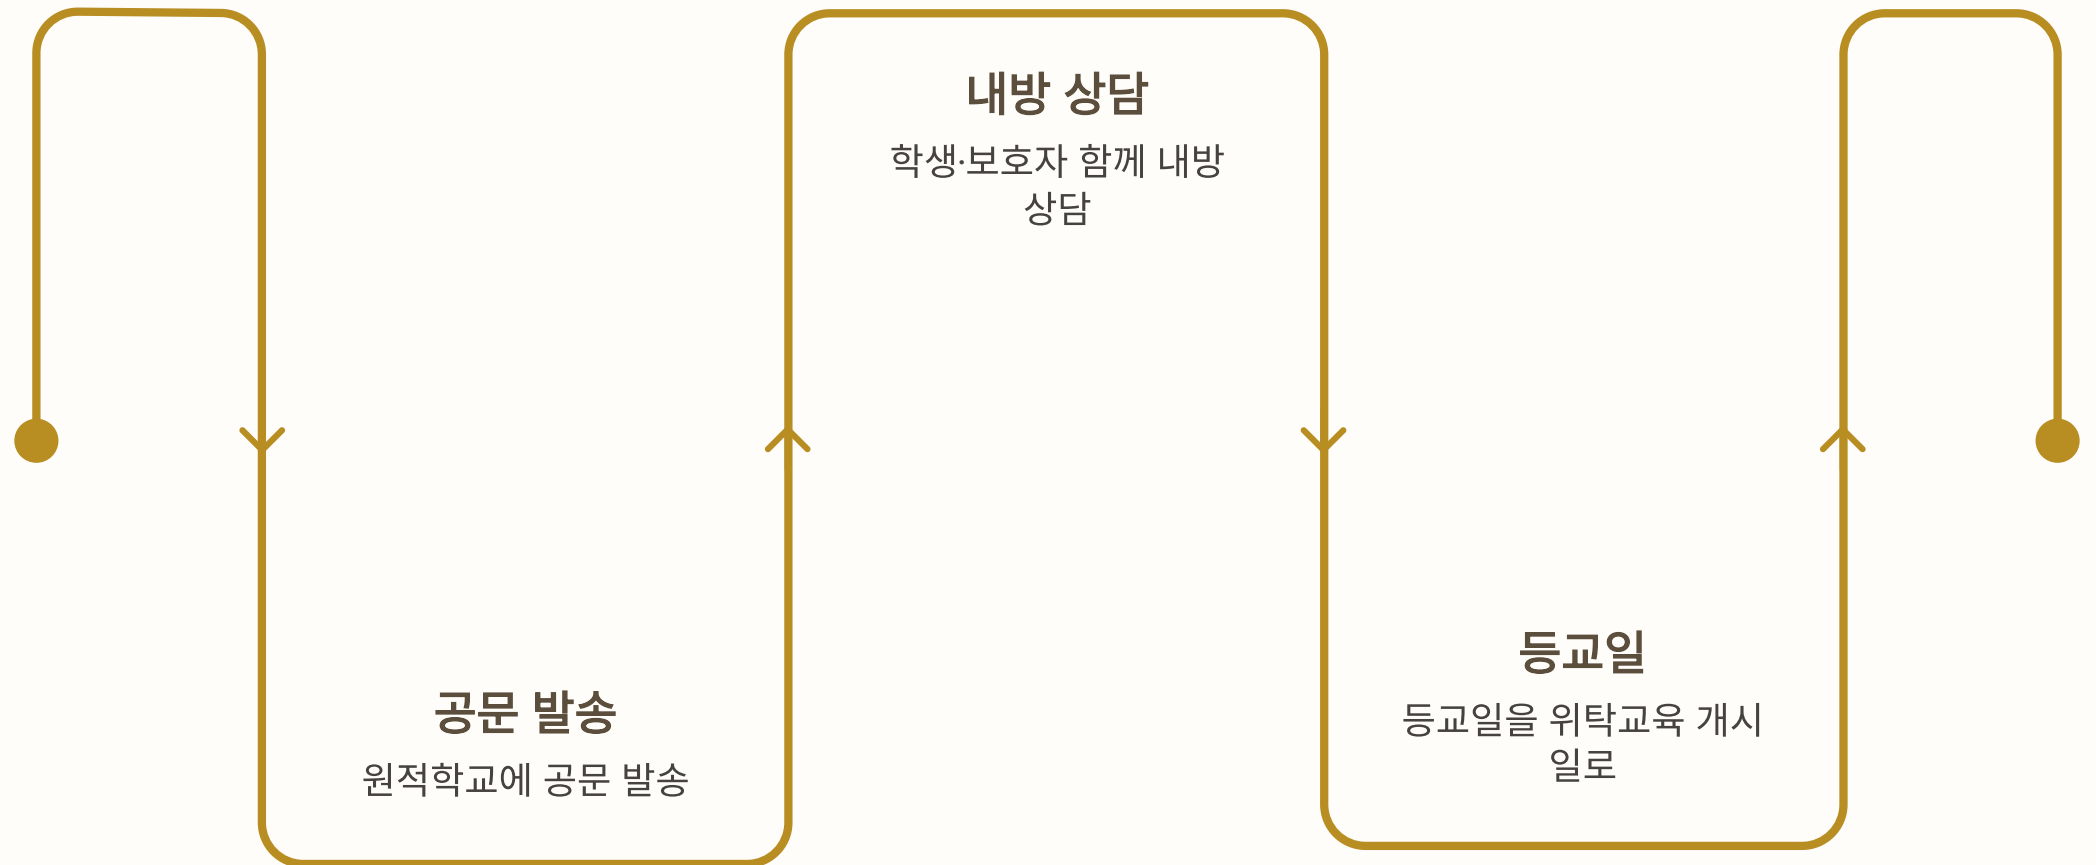 공문 발송
원적학교에 공문 발송
내방 상담
학생·보호자 함께 내방
상담
등교일
등교일을 위탁교육 개시
일로